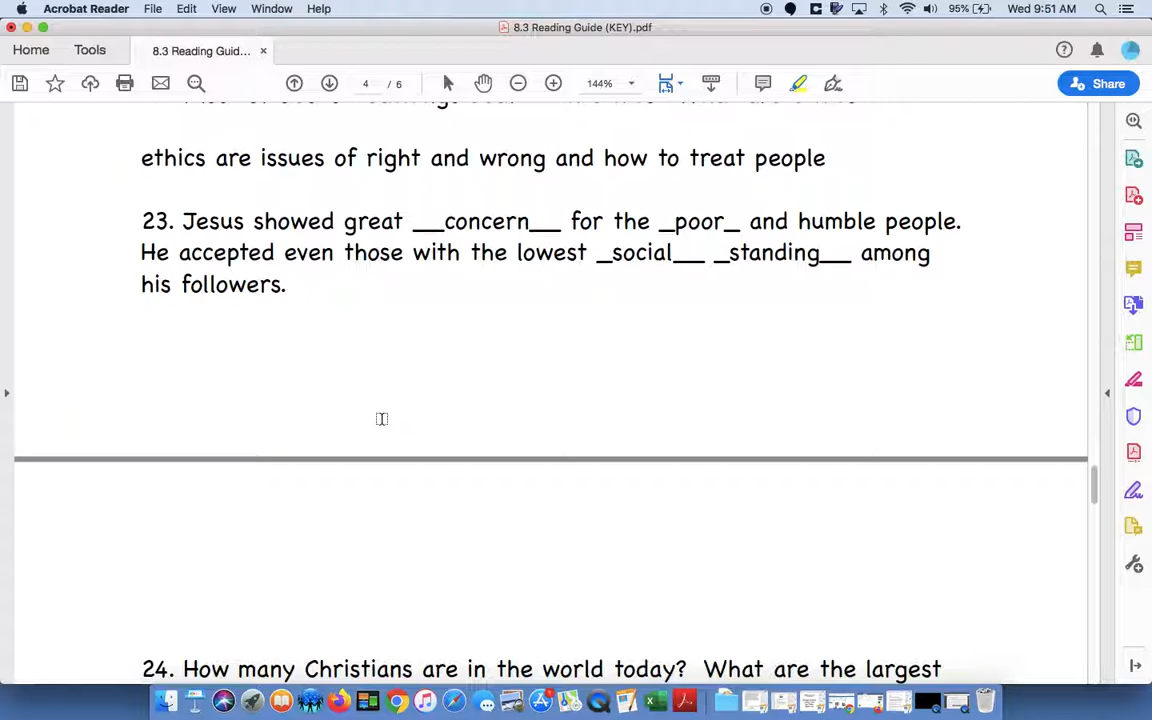 Acrobat Reader File Edit View Window Help 95% Wed 9:51 AM
8.3 Reading Guide (KEY).pdf
Home Tools 8.3 Reading Guid... ×
4 / 6 144% Share
ethics are issues of right and wrong and how to treat people
23. Jesus showed great __concern__ for the _poor_ and humble people.
He accepted even those with the lowest _social__ _standing__ among
his followers.
24. How many Christians are in the world today? What are the largest